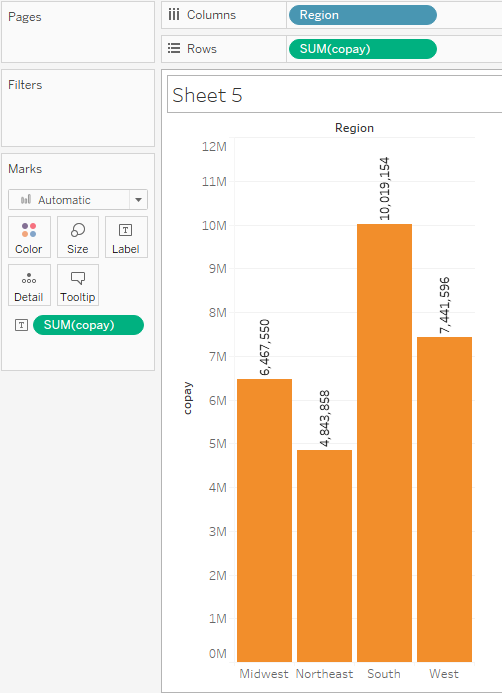 Pages
Columns
Region
Rows
SUM(copay)
Filters
Marks
Automatic
Color
Size
Label
Detail
Tooltip
SUM(copay)
Sheet 5
Region
12M
11M
10M
9M
8M
7M
6M
5M
4M
3M
2M
1M
0M
copay
6,467,550
4,843,858
10,019,154
7,441,596
Midwest Northeast South West